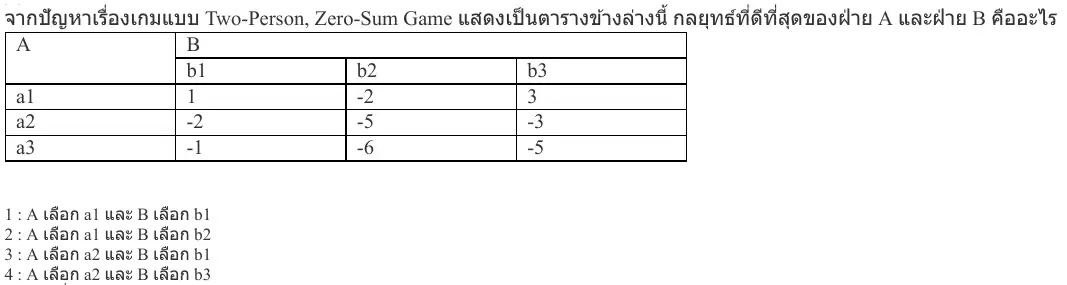 จากปัญหาเรื่องเกมแบบ Two-Person, Zero-Sum Game แสดงเป็นตารางข้างล่างนี้ กลยุทธ์ที่ดีที่สุดของฝ่าย A และฝ่าย B คืออะไร
A B
b1 b2 b3
a1 1 -2 3
a2 -2 -5 -3
a3 -1 -6 -5
1 : A เลือก a1 และ B เลือก b1
2 : A เลือก a1 และ B เลือก b2
3 : A เลือก a2 และ B เลือก b1
4 : A เลือก a2 และ B เลือก b3